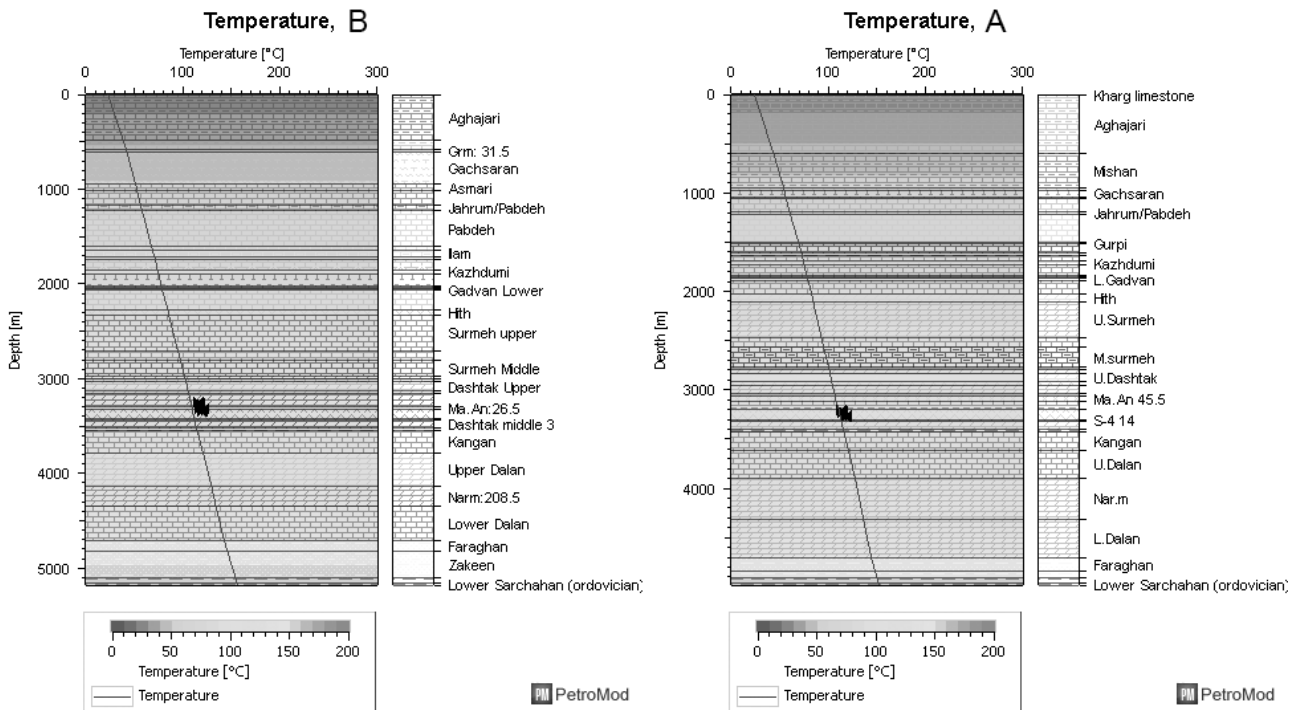 Temperature, B
Temperature [°C]
0 100 200 300
Depth [m]
0
1000
2000
3000
4000
5000
Aghajari
Grm: 31.5
Gachsaran
Asmari
Jahrum/Pabdeh
Pabdeh
Ilam
Kazhdumi
Gadvan Lower
Hith
Surmeh upper
Surmeh Middle
Dashtak Upper
Ma.An:26.5
Dashtak middle 3
Kangan
Upper Dalan
Narm:208.5
Lower Dalan
Faraghan
Zakeen
Lower Sarchahan (ordovician)
0 50 100 150 200
Temperature [°C]
Temperature
PM PetroMod
Temperature, A
Temperature [°C]
0 100 200 300
Depth [m]
0
1000
2000
3000
4000
Kharg limestone
Aghajari
Mishan
Gachsaran
Jahrum/Pabdeh
Gurpi
Kazhdumi
L.Gadvan
Hith
U.Surmeh
M.surmeh
U.Dashtak
Ma.An 45.5
S-4 14
Kangan
U.Dalan
Nar.m
L.Dalan
Faraghan
Lower Sarchahan (ordovician)
0 50 100 150 200
Temperature [°C]
Temperature
PM PetroMod